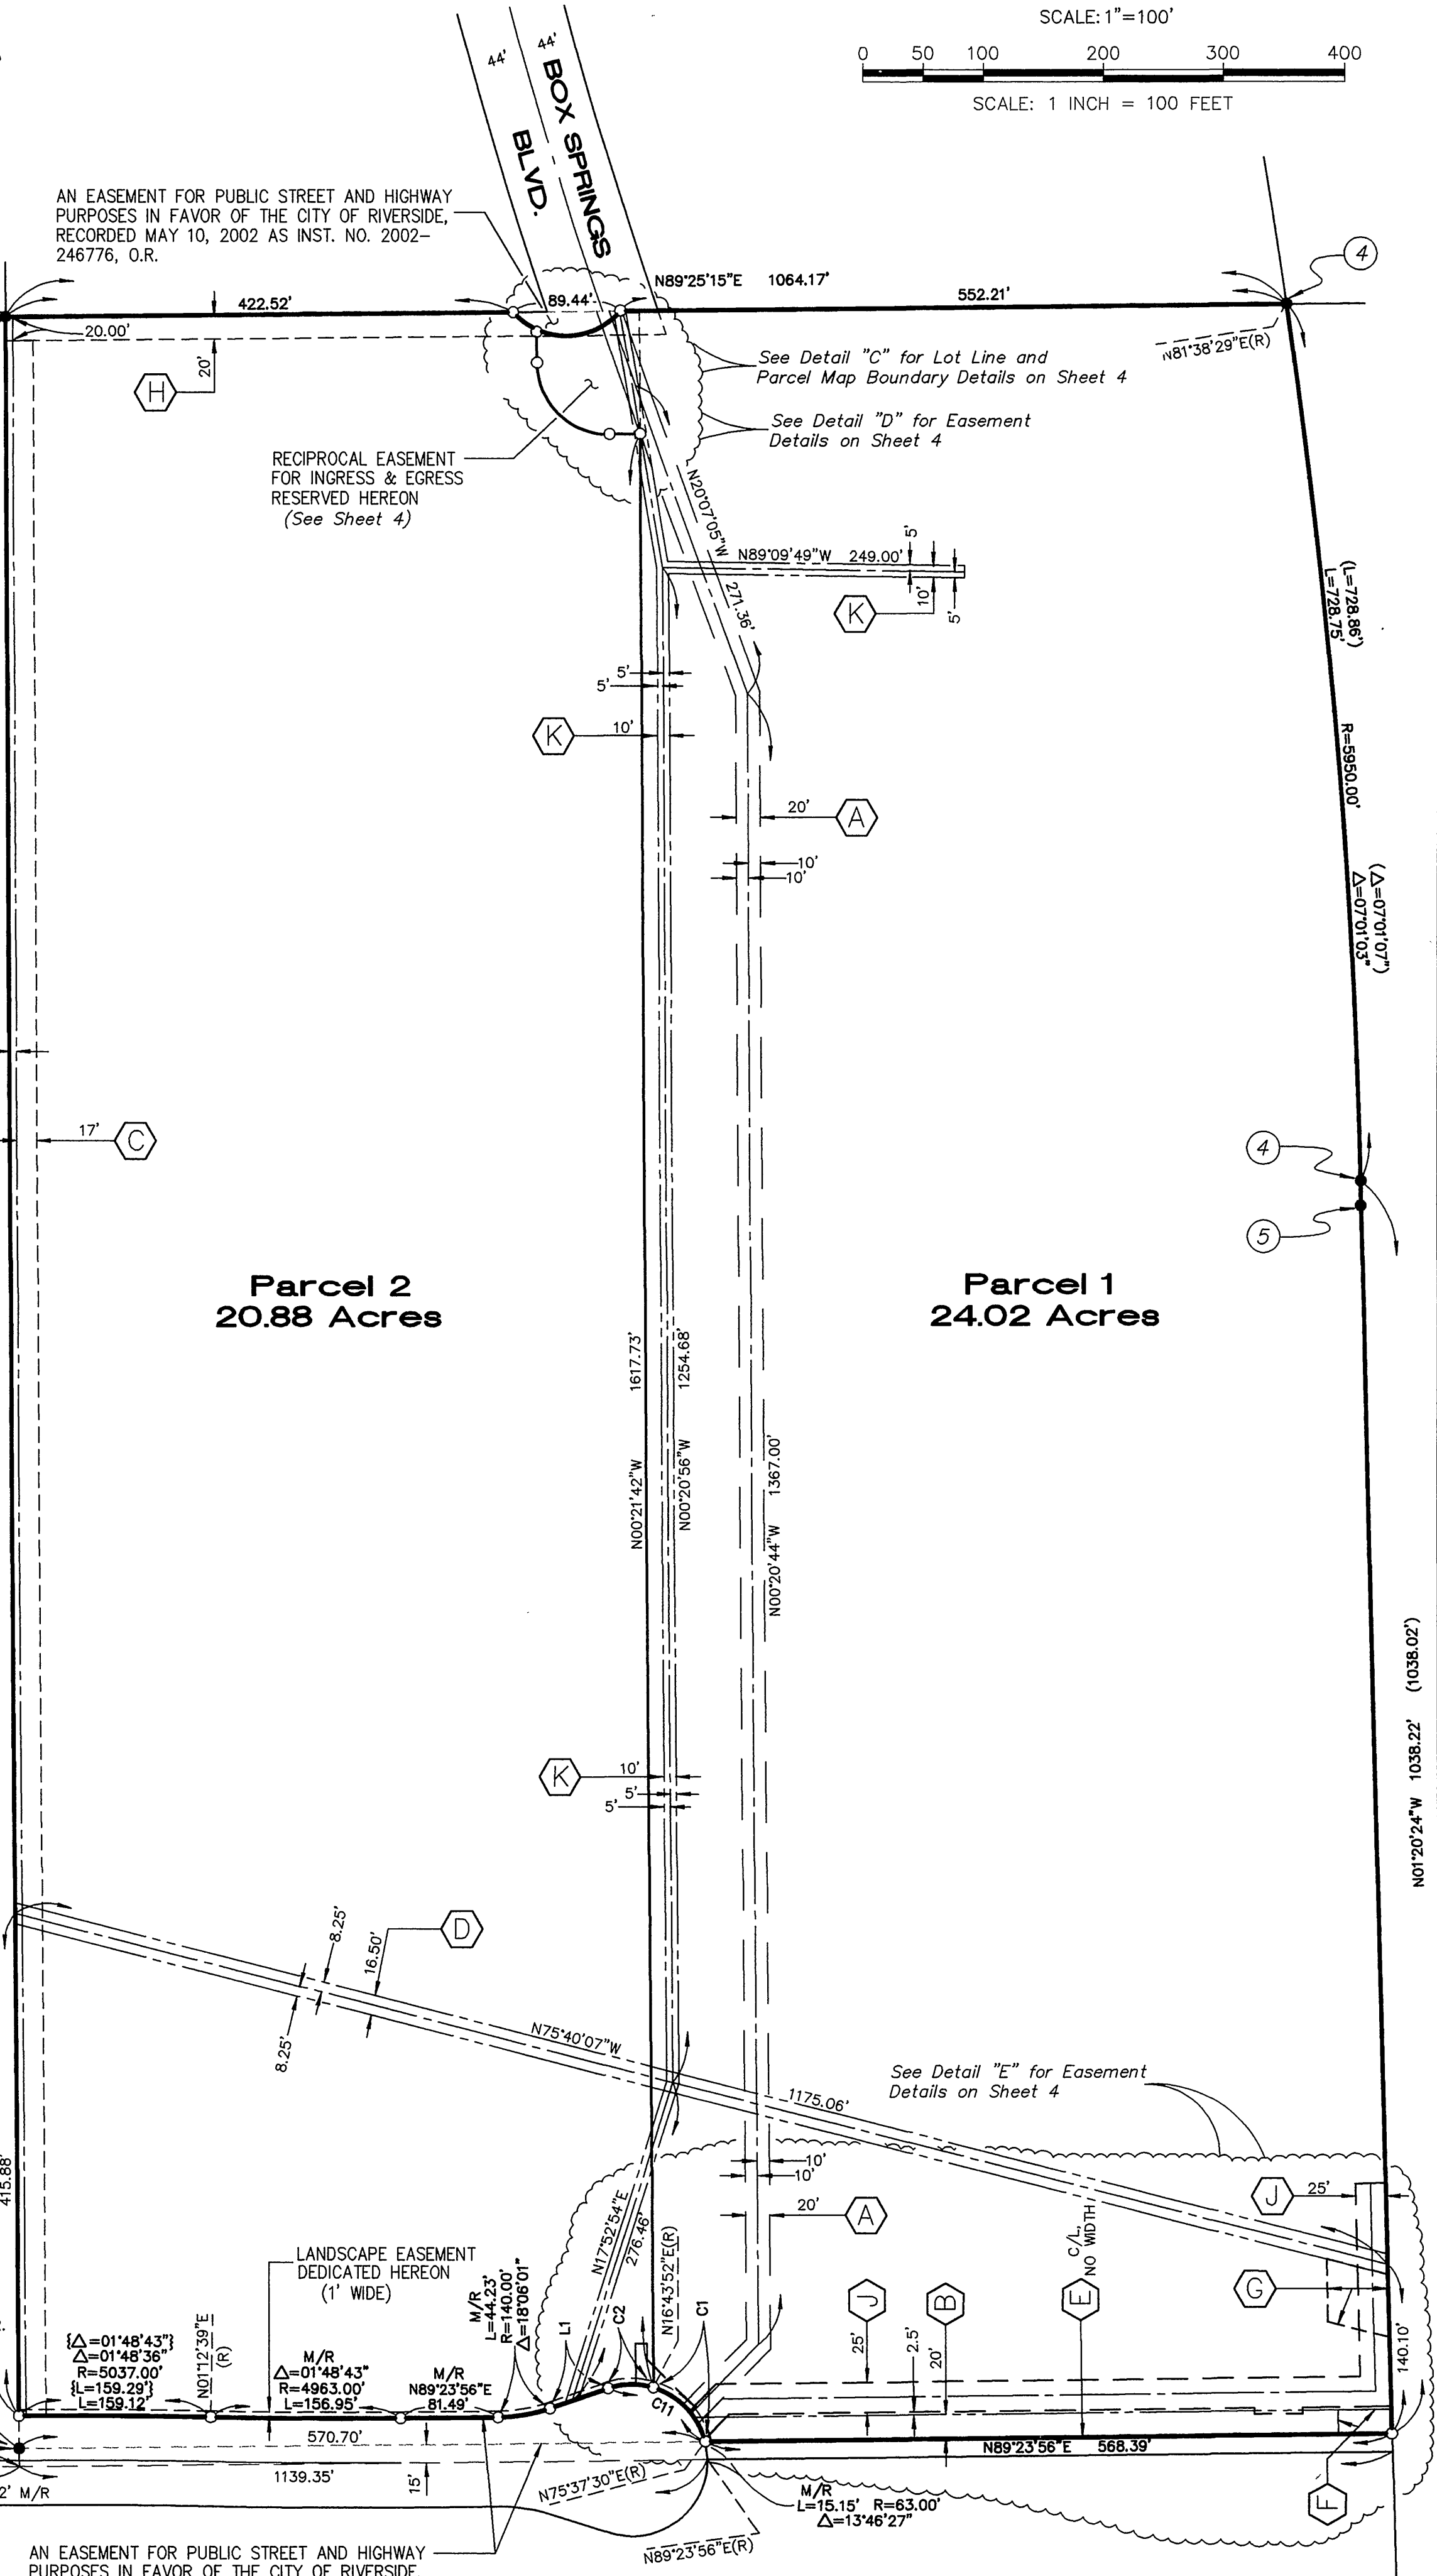 SCALE: 1"=100'
0 50 100 200 300 400
SCALE: 1 INCH = 100 FEET
44'
44'
BOX SPRINGS
BLVD.
AN EASEMENT FOR PUBLIC STREET AND HIGHWAY
PURPOSES IN FAVOR OF THE CITY OF RIVERSIDE,
RECORDED MAY 10, 2002 AS INST. NO. 2002-
246776, O.R.
4
N89°25'15"E 1064.17'
422.52'
89.44'
552.21'
20.00'
20'
H
N81°38'29"E(R)
See Detail "C" for Lot Line and
Parcel Map Boundary Details on Sheet 4
See Detail "D" for Easement
Details on Sheet 4
RECIPROCAL EASEMENT
FOR INGRESS & EGRESS
RESERVED HEREON
(See Sheet 4)
N20°07'05"W
271.36'
N89°09'49"W 249.00'
5'
10'
5'
K
(L=728.86')
L=728.75'
R=5950.00'
(Δ=07°01'07")
Δ=07°01'03"
5'
5'
K
10'
20'
A
10'
10'
17'
C
4
5
Parcel 2
20.88 Acres
Parcel 1
24.02 Acres
1617.73'
N00°21'42"W
1254.68'
N00°20'56"W
1367.00'
N00°20'44"W
N01°20'24"W 1038.22' (1038.02')
K
10'
5'
5'
D
8.25'
16.50'
8.25'
N75°40'07"W
1175.06'
See Detail "E" for Easement
Details on Sheet 4
10'
10'
20'
A
J
25'
G
C/L,
NO WIDTH
E
J
25'
B
2.5'
20'
140.10'
415.88'
N17°52'54"E
276.46'
N16°43'52"E(R)
LANDSCAPE EASEMENT
DEDICATED HEREON
(1' WIDE)
M/R
L=44.23'
R=140.00'
Δ=18°06'01"
L1
C2
C1
C11
{Δ=01°48'43"}
Δ=01°48'36"
R=5037.00'
{L=159.29'}
L=159.12'
N01°12'39"E
(R)
M/R
Δ=01°48'43"
R=4963.00'
L=156.95'
M/R
N89°23'56"E
81.49'
570.70'
1139.35'
15'
2' M/R
N89°23'56"E 568.39'
N75°37'30"E(R)
M/R
L=15.15' R=63.00'
Δ=13°46'27"
N89°23'56"E(R)
F
AN EASEMENT FOR PUBLIC STREET AND HIGHWAY
PURPOSES IN FAVOR OF THE CITY OF RIVERSIDE,